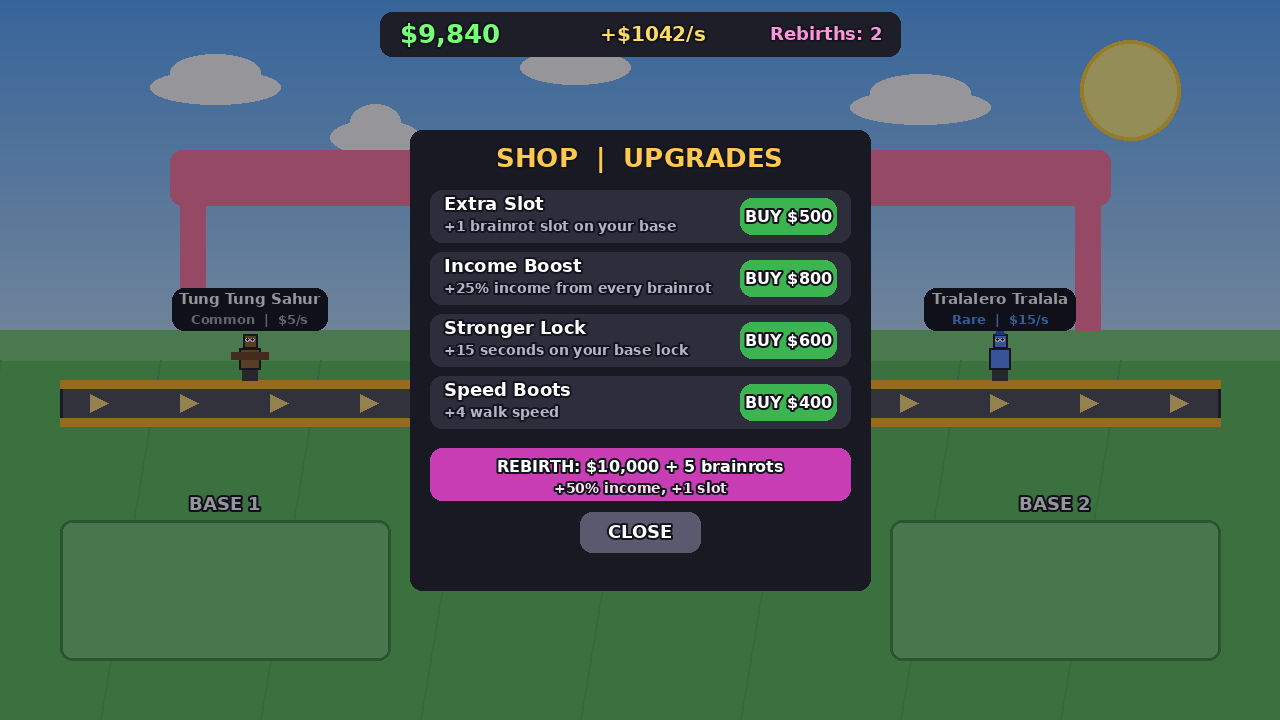 $9,840 +$1042/s Rebirths: 2
SHOP | UPGRADES
Extra Slot
+1 brainrot slot on your base
BUY $500
Income Boost
+25% income from every brainrot
BUY $800
Stronger Lock
+15 seconds on your base lock
BUY $600
Speed Boots
+4 walk speed
BUY $400
REBIRTH: $10,000 + 5 brainrots
+50% income, +1 slot
CLOSE
Tung Tung Sahur
Common | $5/s
Tralalero Tralala
Rare | $15/s
BASE 1
BASE 2